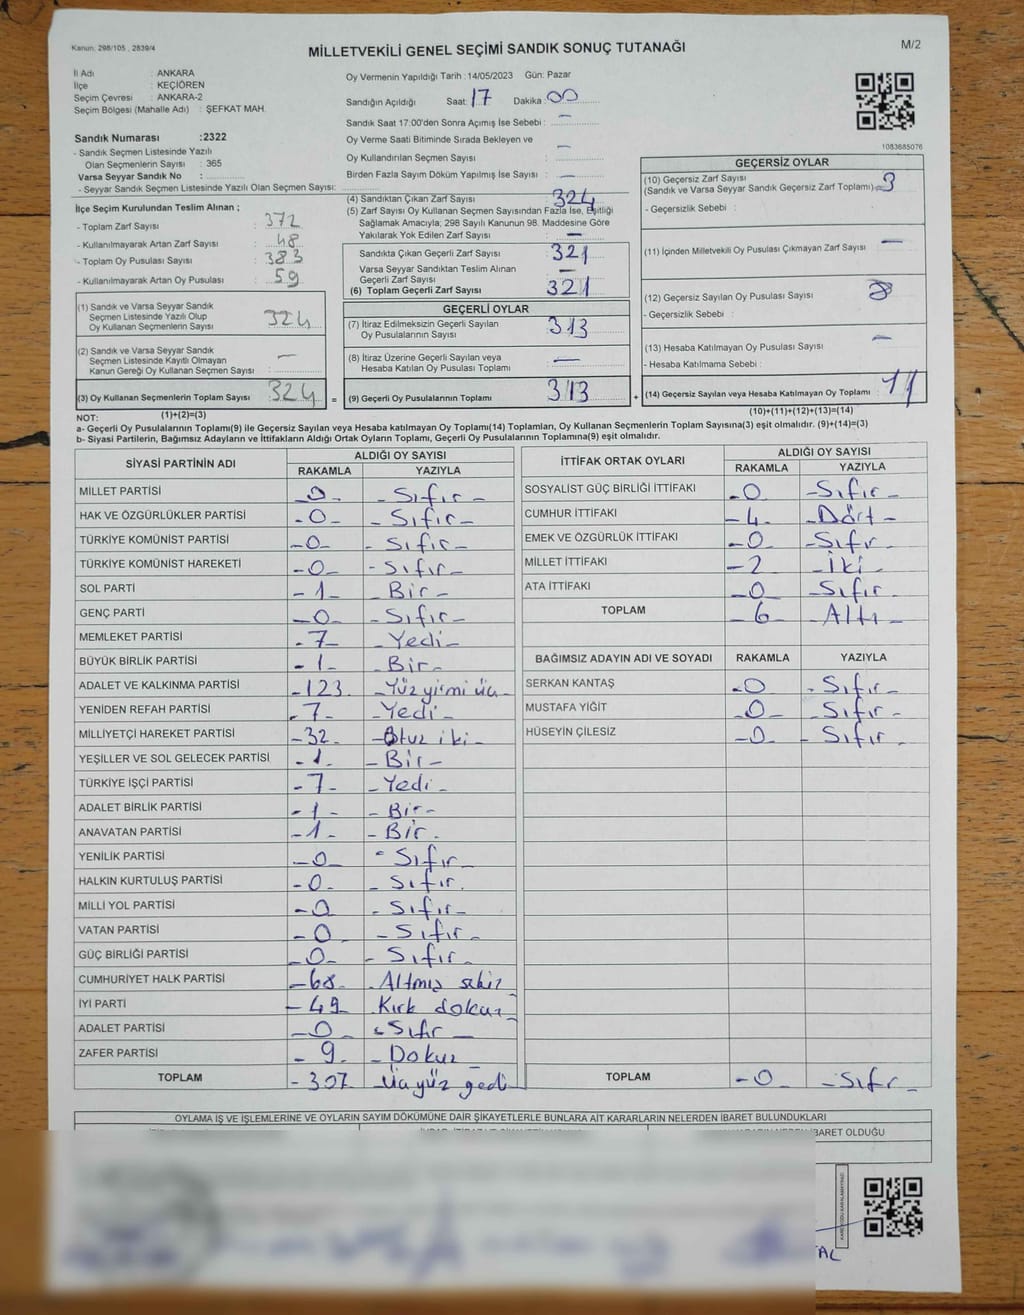 Kanun: 298/105 , 2839/4
MİLLETVEKİLİ GENEL SEÇİMİ SANDIK SONUÇ TUTANAĞI
M/2
İl Adı : ANKARA
İlçe : KEÇİÖREN
Seçim Çevresi : ANKARA-2
Seçim Bölgesi (Mahalle Adı) : ŞEFKAT MAH.
Sandık Numarası :2322
- Sandık Seçmen Listesinde Yazılı
Olan Seçmenlerin Sayısı : 365
Varsa Seyyar Sandık No :
- Seyyar Sandık Seçmen Listesinde Yazılı Olan Seçmen Sayısı:
Oy Vermenin Yapıldığı Tarih : 14/05/2023 Gün: Pazar
Sandığın Açıldığı Saat: 17 Dakika: 00
Sandık Saat 17:00'den Sonra Açımış İse Sebebi : —
Oy Verme Saati Bitiminde Sırada Bekleyen ve
Oy Kullandırılan Seçmen Sayısı : —
Birden Fazla Sayım Döküm Yapılmış İse Sayısı : —
1083685076
İlçe Seçim Kurulundan Teslim Alınan ;
- Toplam Zarf Sayısı : 372
- Kullanılmayarak Artan Zarf Sayısı : 48
- Toplam Oy Pusulası Sayısı : 383
- Kullanılmayarak Artan Oy Pusulası : 59
(1) Sandık ve Varsa Seyyar Sandık
Seçmen Listesinde Yazılı Olup
Oy Kullanan Seçmenlerin Sayısı 324
(2) Sandık ve Varsa Seyyar Sandık
Seçmen Listesinde Kayıtlı Olmayan
Kanun Gereği Oy Kullanan Seçmen Sayısı : —
(3) Oy Kullanan Seçmenlerin Toplam Sayısı : 324 =
(4) Sandıktan Çıkan Zarf Sayısı : 324
(5) Zarf Sayısı Oy Kullanan Seçmen Sayısından Fazla İse, Eşitliği
Sağlamak Amacıyla; 298 Sayılı Kanunun 98. Maddesine Göre
Yakılarak Yok Edilen Zarf Sayısı : —
Sandıkta Çıkan Geçerli Zarf Sayısı : 321
Varsa Seyyar Sandıktan Teslim Alınan
Geçerli Zarf Sayısı : —
(6) Toplam Geçerli Zarf Sayısı : 321
GEÇERLİ OYLAR
(7) İtiraz Edilmeksizin Geçerli Sayılan
Oy Pusulalarının Sayısı : 313
(8) İtiraz Üzerine Geçerli Sayılan veya
Hesaba Katılan Oy Pusulası Toplamı : —
(9) Geçerli Oy Pusulalarının Toplamı : 313 +
GEÇERSİZ OYLAR
(10) Geçersiz Zarf Sayısı
(Sandık ve Varsa Seyyar Sandık Geçersiz Zarf Toplamı) : 3
- Geçersizlik Sebebi :
(11) İçinden Milletvekili Oy Pusulası Çıkmayan Zarf Sayısı : —
(12) Geçersiz Sayılan Oy Pusulası Sayısı : 8
- Geçersizlik Sebebi :
(13) Hesaba Katılmayan Oy Pusulası Sayısı : —
- Hesaba Katılmama Sebebi :
(14) Geçersiz Sayılan veya Hesaba Katılmayan Oy Toplamı : 11
NOT: (1)+(2)=(3)
(10)+(11)+(12)+(13)=(14)
a- Geçerli Oy Pusulalarının Toplamı(9) ile Geçersiz Sayılan veya Hesaba katılmayan Oy Toplamı(14) Toplamları, Oy Kullanan Seçmenlerin Toplam Sayısına(3) eşit olmalıdır. (9)+(14)=(3)
b- Siyasi Partilerin, Bağımsız Adayların ve İttifakların Aldığı Ortak Oyların Toplamı, Geçerli Oy Pusulalarının Toplamına(9) eşit olmalıdır.
SİYASİ PARTİNİN ADI ALDIĞI OY SAYISI
RAKAMLA YAZIYLA
MİLLET PARTİSİ -0- -Sıfır-
HAK VE ÖZGÜRLÜKLER PARTİSİ -0- -Sıfır-
TÜRKİYE KOMÜNİST PARTİSİ -0- -Sıfır-
TÜRKİYE KOMÜNİST HAREKETİ -0- -Sıfır-
SOL PARTİ -1- -Bir-
GENÇ PARTİ -0- -Sıfır-
MEMLEKET PARTİSİ -7- -Yedi-
BÜYÜK BİRLİK PARTİSİ -1- -Bir-
ADALET VE KALKINMA PARTİSİ -123- -Yüz yirmi üç-
YENİDEN REFAH PARTİSİ -7- -Yedi-
MİLLİYETÇİ HAREKET PARTİSİ -32- -Otuz iki-
YEŞİLLER VE SOL GELECEK PARTİSİ -1- -Bir-
TÜRKİYE İŞÇİ PARTİSİ -7- -Yedi-
ADALET BİRLİK PARTİSİ -1- -Bir-
ANAVATAN PARTİSİ -1- -Bir-
YENİLİK PARTİSİ -0- -Sıfır-
HALKIN KURTULUŞ PARTİSİ -0- -Sıfır-
MİLLİ YOL PARTİSİ -0- -Sıfır-
VATAN PARTİSİ -0- -Sıfır-
GÜÇ BİRLİĞİ PARTİSİ -0- -Sıfır-
CUMHURİYET HALK PARTİSİ -68- -Altmış sekiz
İYİ PARTİ -49- Kırk dokuz-
ADALET PARTİSİ -0- -Sıfır-
ZAFER PARTİSİ -9- -Dokuz-
TOPLAM -307- -Üçyüz yedi-
İTTİFAK ORTAK OYLARI ALDIĞI OY SAYISI
RAKAMLA YAZIYLA
SOSYALİST GÜÇ BİRLİĞİ İTTİFAKI -0- -Sıfır-
CUMHUR İTTİFAKI -4- -Dört-
EMEK VE ÖZGÜRLÜK İTTİFAKI -0- -Sıfır-
MİLLET İTTİFAKI -2- -İki-
ATA İTTİFAKI -0- -Sıfır-
TOPLAM -6- -Altı-
BAĞIMSIZ ADAYIN ADI VE SOYADI RAKAMLA YAZIYLA
SERKAN KANTAŞ -0- -Sıfır-
MUSTAFA YİĞİT -0- -Sıfır-
HÜSEYİN ÇİLESİZ -0- -Sıfır-
TOPLAM -0- -Sıfır-
OYLAMA İŞ VE İŞLEMLERİNE VE OYLARIN SAYIM DÖKÜMÜNE DAİR ŞİKAYETLERLE BUNLARA AİT KARARLARIN NELERDEN İBARET BULUNDUKLARI
İBARET OLDUĞU